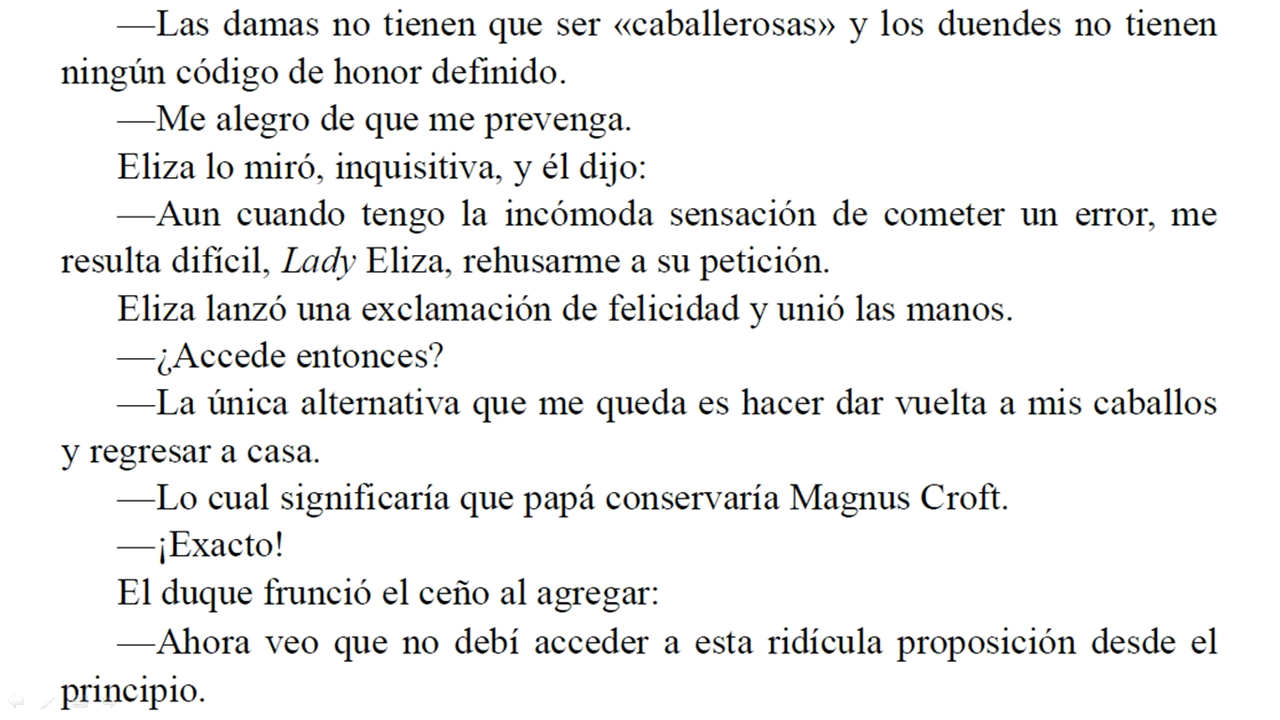 —Las damas no tienen que ser «caballerosas» y los duendes no tienen
ningún código de honor definido.
—Me alegro de que me prevenga.
Eliza lo miró, inquisitiva, y él dijo:
—Aun cuando tengo la incómoda sensación de cometer un error, me
resulta difícil, Lady Eliza, rehusarme a su petición.
Eliza lanzó una exclamación de felicidad y unió las manos.
—¿Accede entonces?
—La única alternativa que me queda es hacer dar vuelta a mis caballos
y regresar a casa.
—Lo cual significaría que papá conservaría Magnus Croft.
—¡Exacto!
El duque frunció el ceño al agregar:
—Ahora veo que no debí acceder a esta ridícula proposición desde el
principio.